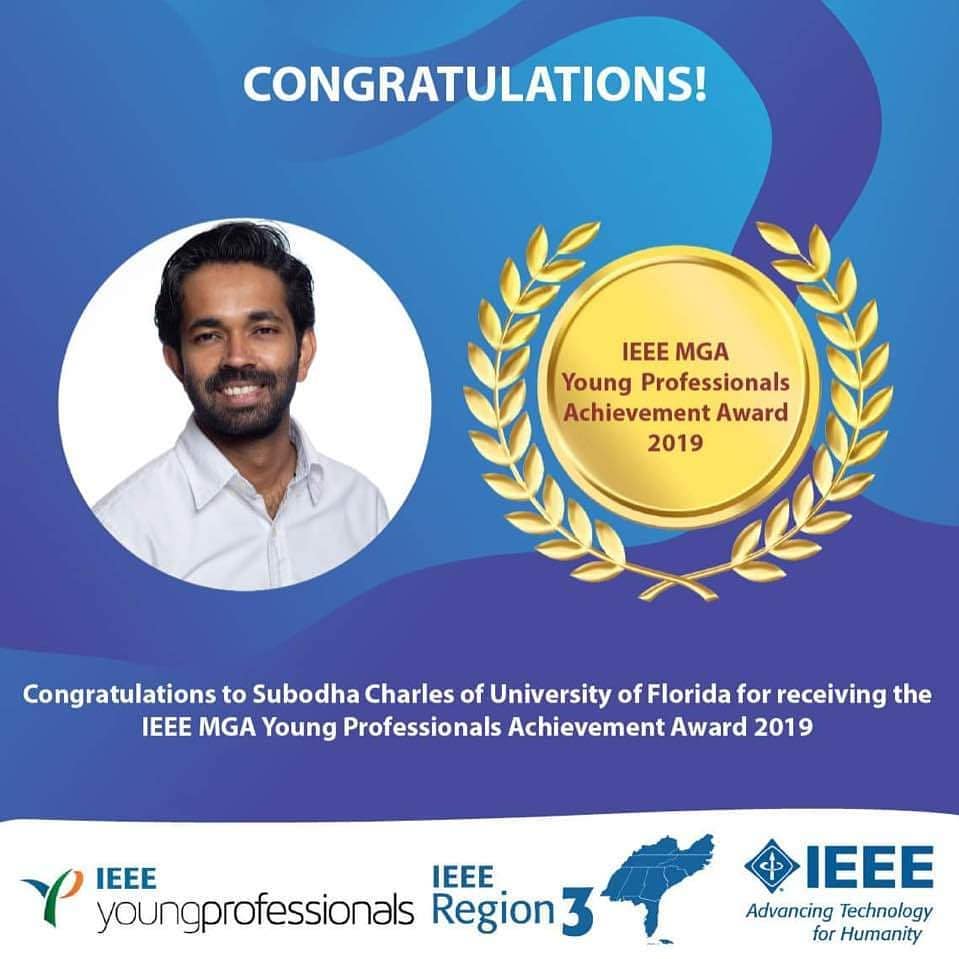 CONGRATULATIONS!
IEEE MGA
Young Professionals
Achievement Award
2019
Congratulations to Subodha Charles of University of Florida for receiving the
IEEE MGA Young Professionals Achievement Award 2019
IEEE
youngprofessionals
IEEE
Region 3
IEEE
Advancing Technology
for Humanity